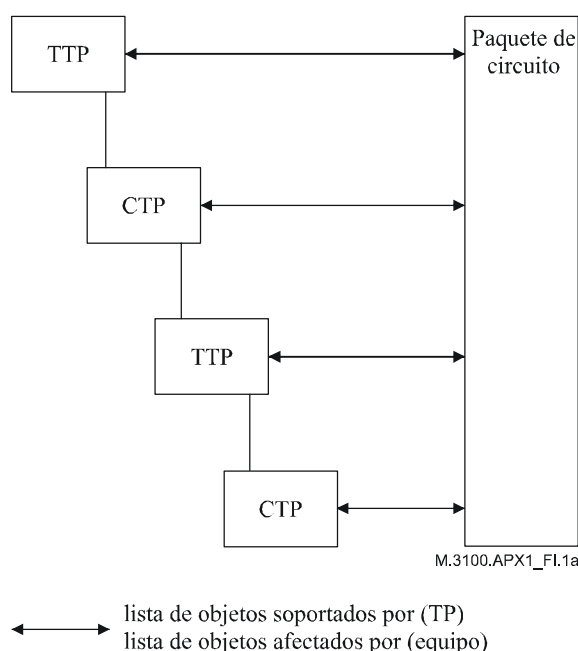 TTP
Paquete de
circuito
CTP
TTP
CTP
M.3100.APX1_FI.1a
lista de objetos soportados por (TP)
lista de objetos afectados por (equipo)